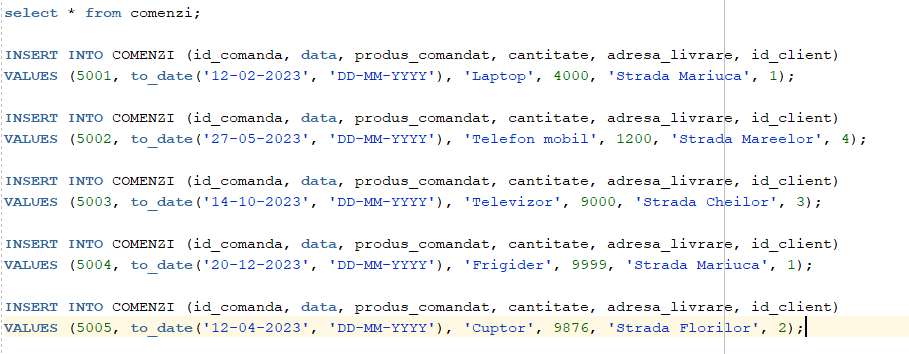 select * from comenzi;
INSERT INTO COMENZI (id_comanda, data, produs_comandat, cantitate, adresa_livrare, id_client)
VALUES (5001, to_date('12-02-2023', 'DD-MM-YYYY'), 'Laptop', 4000, 'Strada Mariuca', 1);
INSERT INTO COMENZI (id_comanda, data, produs_comandat, cantitate, adresa_livrare, id_client)
VALUES (5002, to_date('27-05-2023', 'DD-MM-YYYY'), 'Telefon mobil', 1200, 'Strada Mareelor', 4);
INSERT INTO COMENZI (id_comanda, data, produs_comandat, cantitate, adresa_livrare, id_client)
VALUES (5003, to_date('14-10-2023', 'DD-MM-YYYY'), 'Televizor', 9000, 'Strada Cheilor', 3);
INSERT INTO COMENZI (id_comanda, data, produs_comandat, cantitate, adresa_livrare, id_client)
VALUES (5004, to_date('20-12-2023', 'DD-MM-YYYY'), 'Frigider', 9999, 'Strada Mariuca', 1);
INSERT INTO COMENZI (id_comanda, data, produs_comandat, cantitate, adresa_livrare, id_client)
VALUES (5005, to_date('12-04-2023', 'DD-MM-YYYY'), 'Cuptor', 9876, 'Strada Florilor', 2);